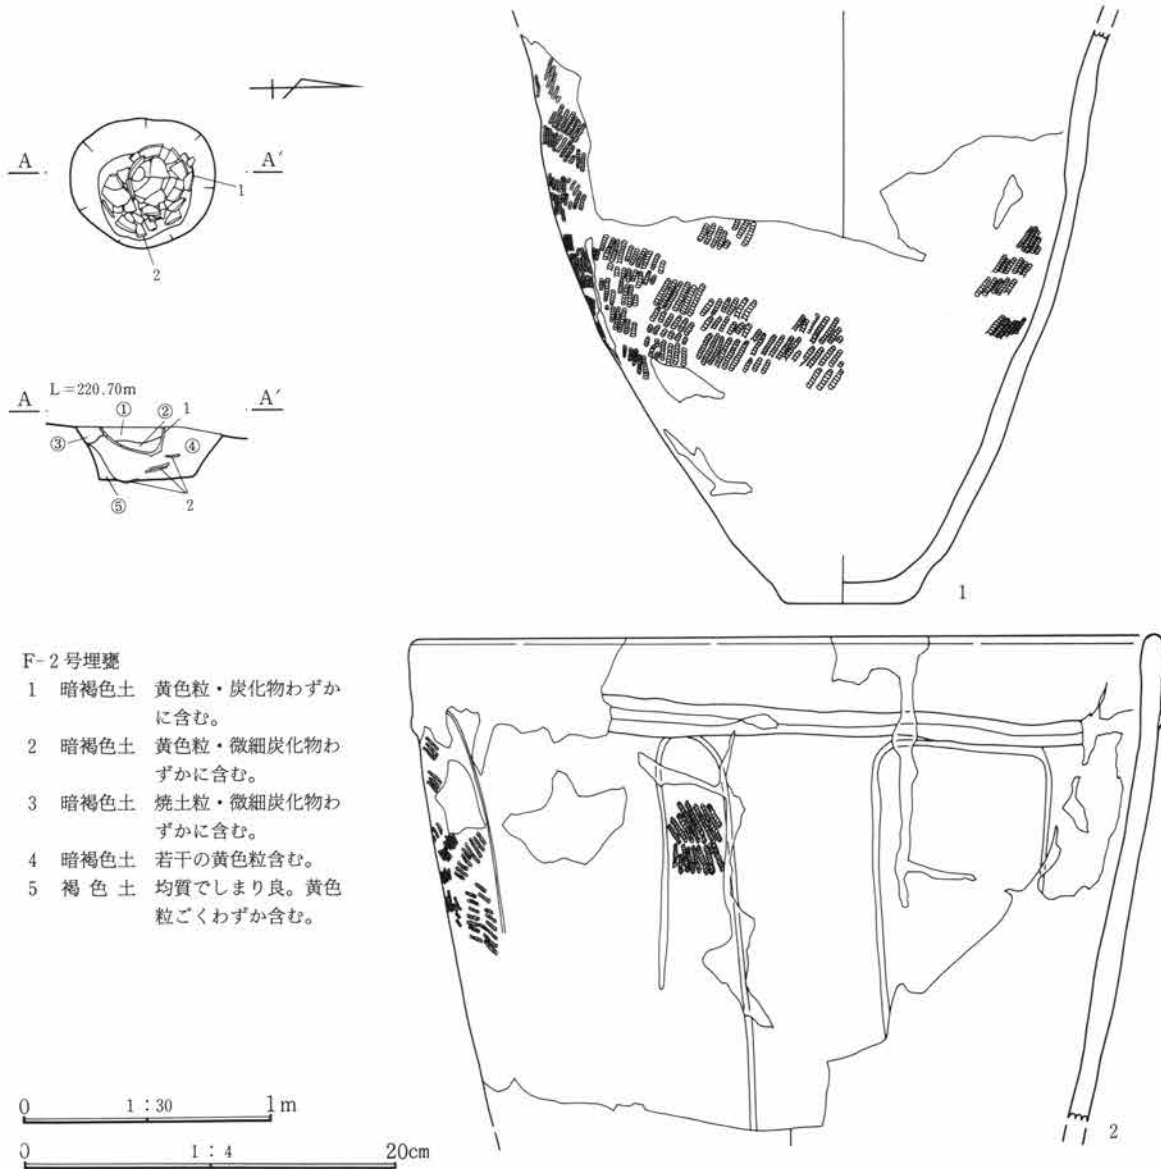 A
A′
1
2
L=220.70m
A
A′
①
②
1
③
④
⑤
2
1
F-2号埋甕
1 暗褐色土 黄色粒・炭化物わずか
に含む。
2 暗褐色土 黄色粒・微細炭化物わ
ずかに含む。
3 暗褐色土 焼土粒・微細炭化物わ
ずかに含む。
4 暗褐色土 若干の黄色粒含む。
5 褐色土 均質でしまり良。黄色
粒ごくわずか含む。
0 1:30 1m
0 1:4 20cm
2